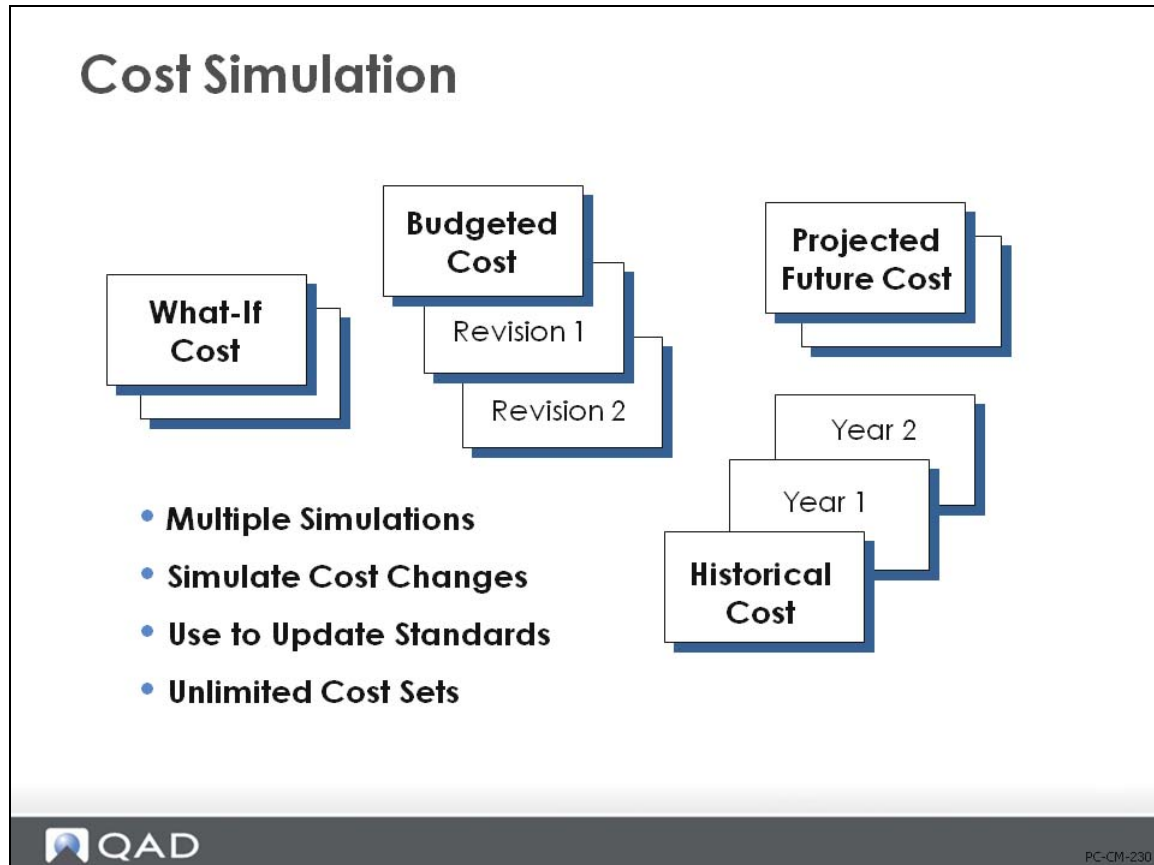 Cost Simulation
What-If
Cost
Budgeted
Cost
Revision 1
Revision 2
Projected
Future Cost
Year 2
Year 1
Historical
Cost
• Multiple Simulations
• Simulate Cost Changes
• Use to Update Standards
• Unlimited Cost Sets
QAD
PC-CM-230